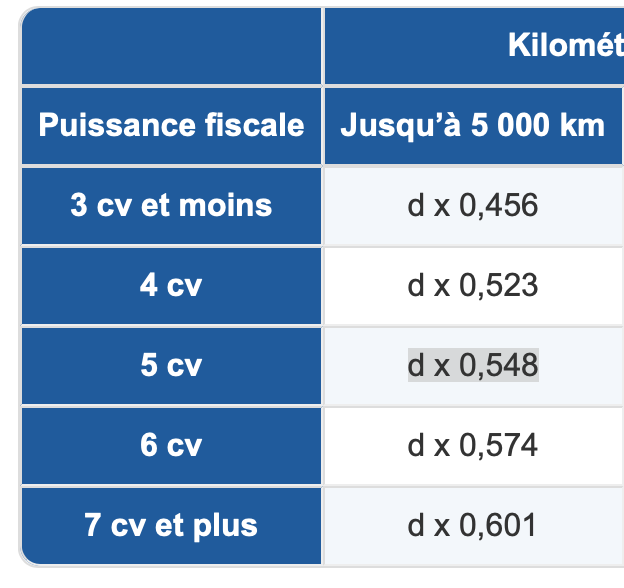 Kilomét
Puissance fiscale Jusqu’à 5 000 km
3 cv et moins d x 0,456
4 cv d x 0,523
5 cv d x 0,548
6 cv d x 0,574
7 cv et plus d x 0,601